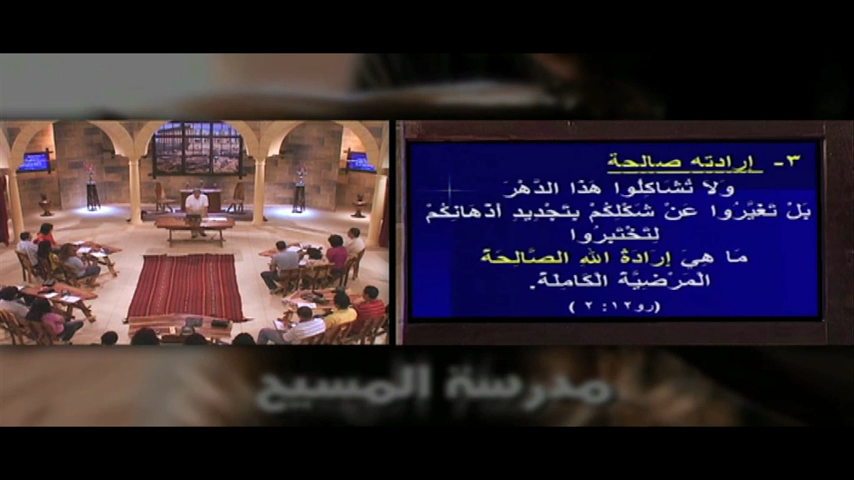 ٣- إرادته صالحة
وَلَا تُشَاكِلُوا هَذَا الدَّهْرَ
بَلْ تَغَيَّرُوا عَنْ شَكْلِكُمْ بِتَجْدِيدِ أَذْهَانِكُمْ
لِتَخْتَبِرُوا
مَا هِيَ إِرَادَةُ اللهِ الصَّالِحَةُ
الْمَرْضِيَّةُ الْكَامِلَةُ.
(رو١٢: ٢)
مدرسة المسيح